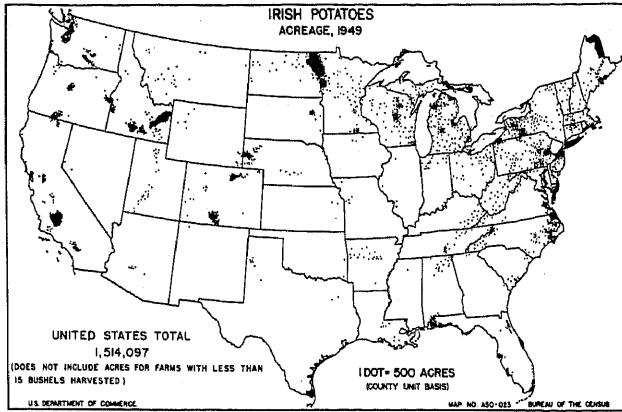 IRISH POTATOES
ACREAGE, 1949
UNITED STATES TOTAL
1,514,097
(DOES NOT INCLUDE ACRES FOR FARMS WITH LESS THAN
15 BUSHELS HARVESTED)
1 DOT= 500 ACRES
(COUNTY UNIT BASIS)
U.S. DEPARTMENT OF COMMERCE
MAP NO. A50-023 BUREAU OF THE CENSUS